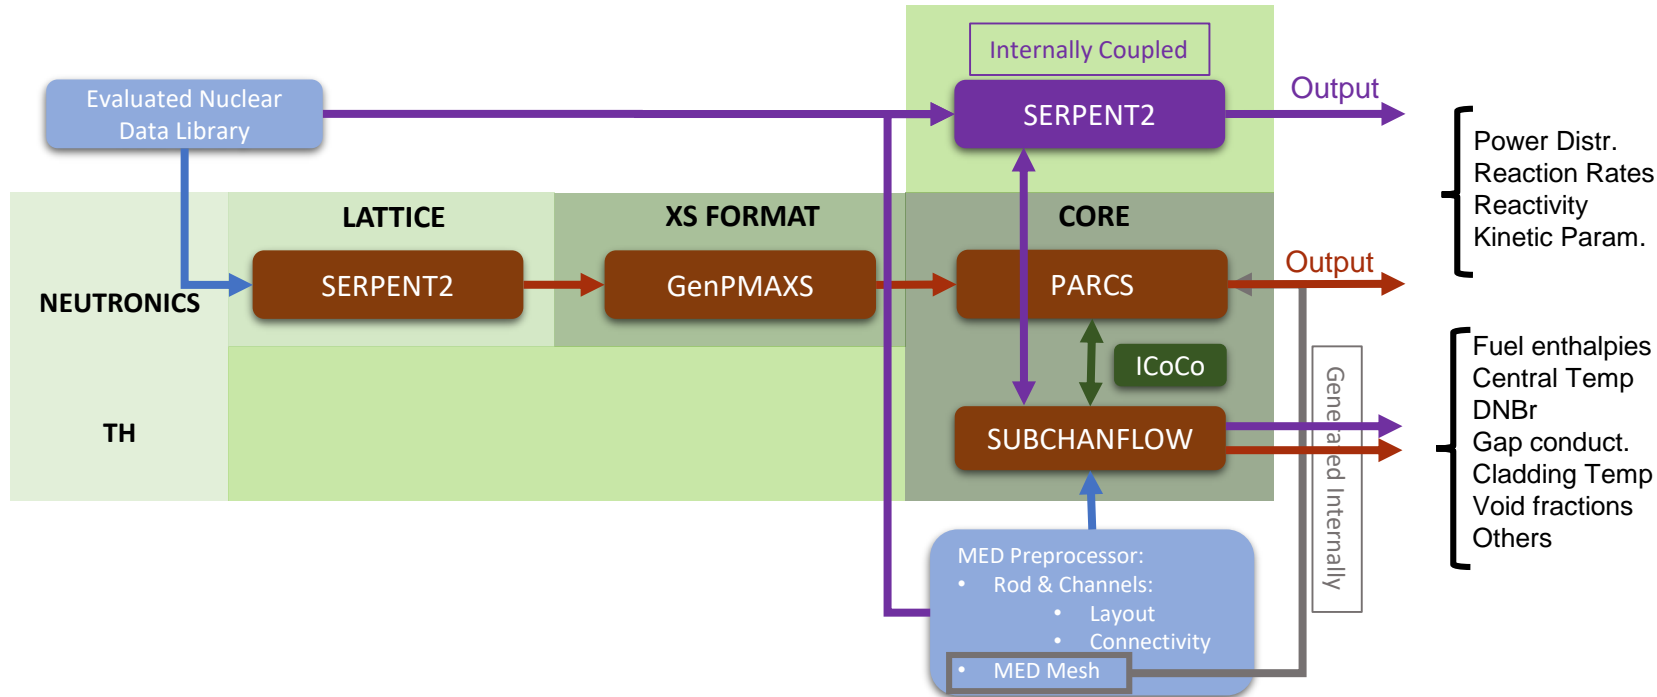 Internally Coupled
Evaluated Nuclear
Data Library
SERPENT2
Output
Power Distr.
Reaction Rates
Reactivity
Kinetic Param.
LATTICE
XS FORMAT
CORE
NEUTRONICS
SERPENT2
GenPMAXS
PARCS
Output
ICoCo
TH
SUBCHANFLOW
Generated Internally
Fuel enthalpies
Central Temp
DNBr
Gap conduct.
Cladding Temp
Void fractions
Others
MED Preprocessor:
• Rod & Channels:
• Layout
• Connectivity
• MED Mesh